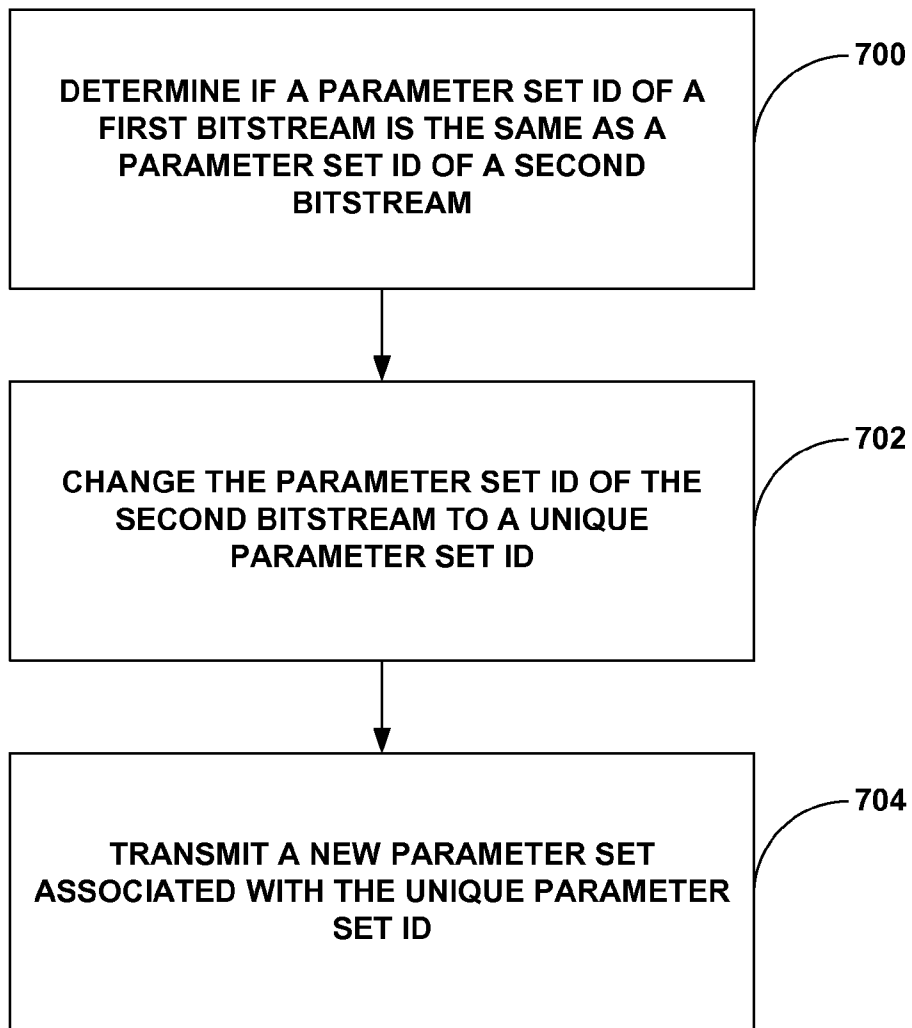 DETERMINE IF A PARAMETER SET ID OF A
FIRST BITSTREAM IS THE SAME AS A
PARAMETER SET ID OF A SECOND
BITSTREAM
700
CHANGE THE PARAMETER SET ID OF THE
SECOND BITSTREAM TO A UNIQUE
PARAMETER SET ID
702
TRANSMIT A NEW PARAMETER SET
ASSOCIATED WITH THE UNIQUE PARAMETER
SET ID
704